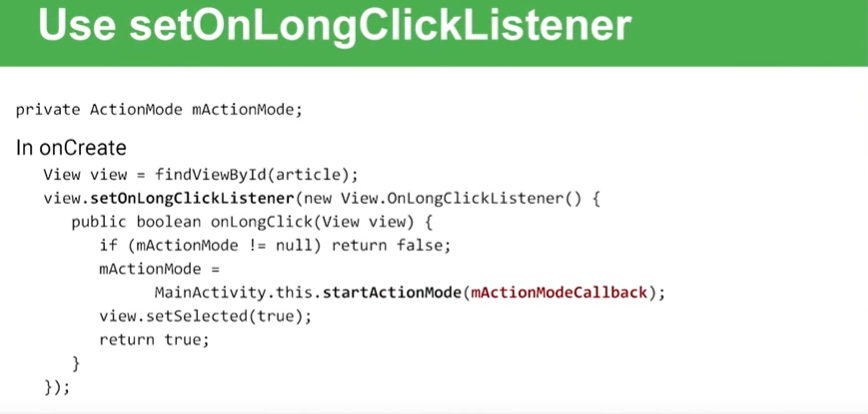 Use setOnLongClickListener
private ActionMode mActionMode;
In onCreate
View view = findViewById(article);
view.setOnLongClickListener(new View.OnLongClickListener() {
public boolean onLongClick(View view) {
if (mActionMode != null) return false;
mActionMode =
MainActivity.this.startActionMode(mActionModeCallback);
view.setSelected(true);
return true;
}
});